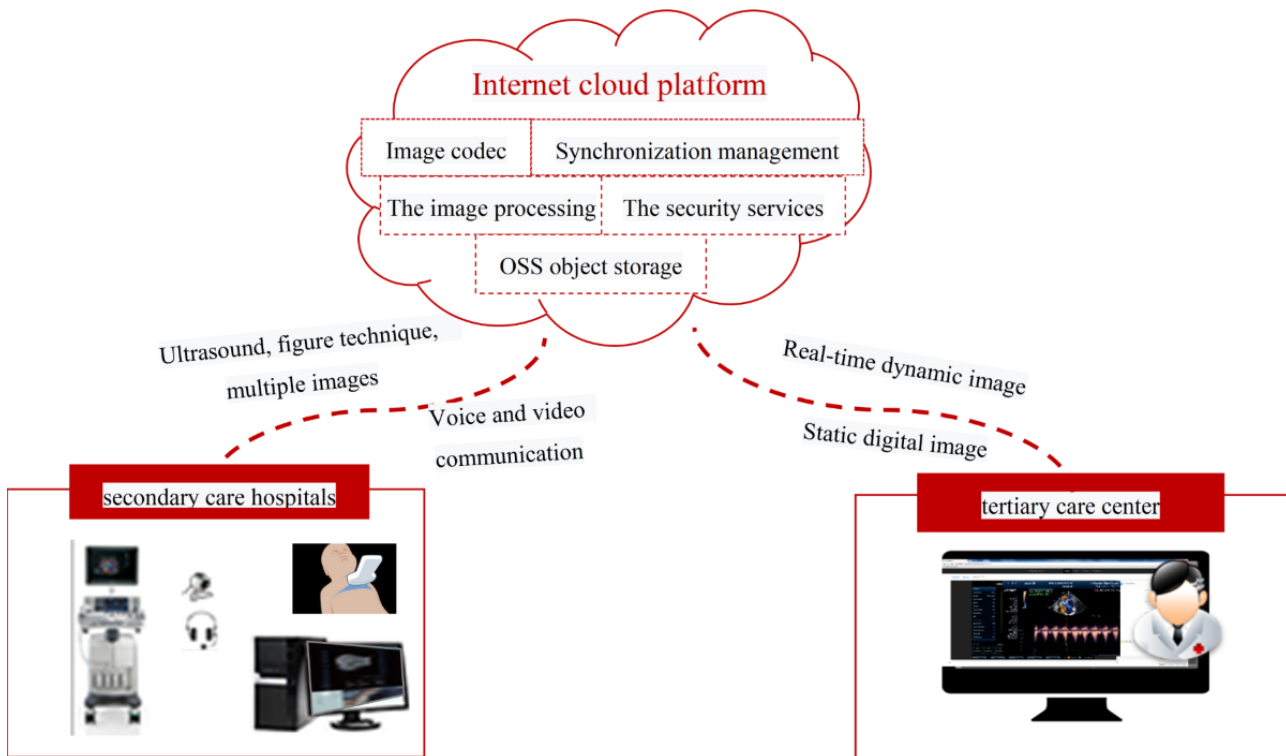 Internet cloud platform
Image codec
Synchronization management
The image processing
The security services
OSS object storage
Ultrasound, figure technique,
multiple images
Voice and video
communication
Real-time dynamic image
Static digital image
secondary care hospitals
tertiary care center